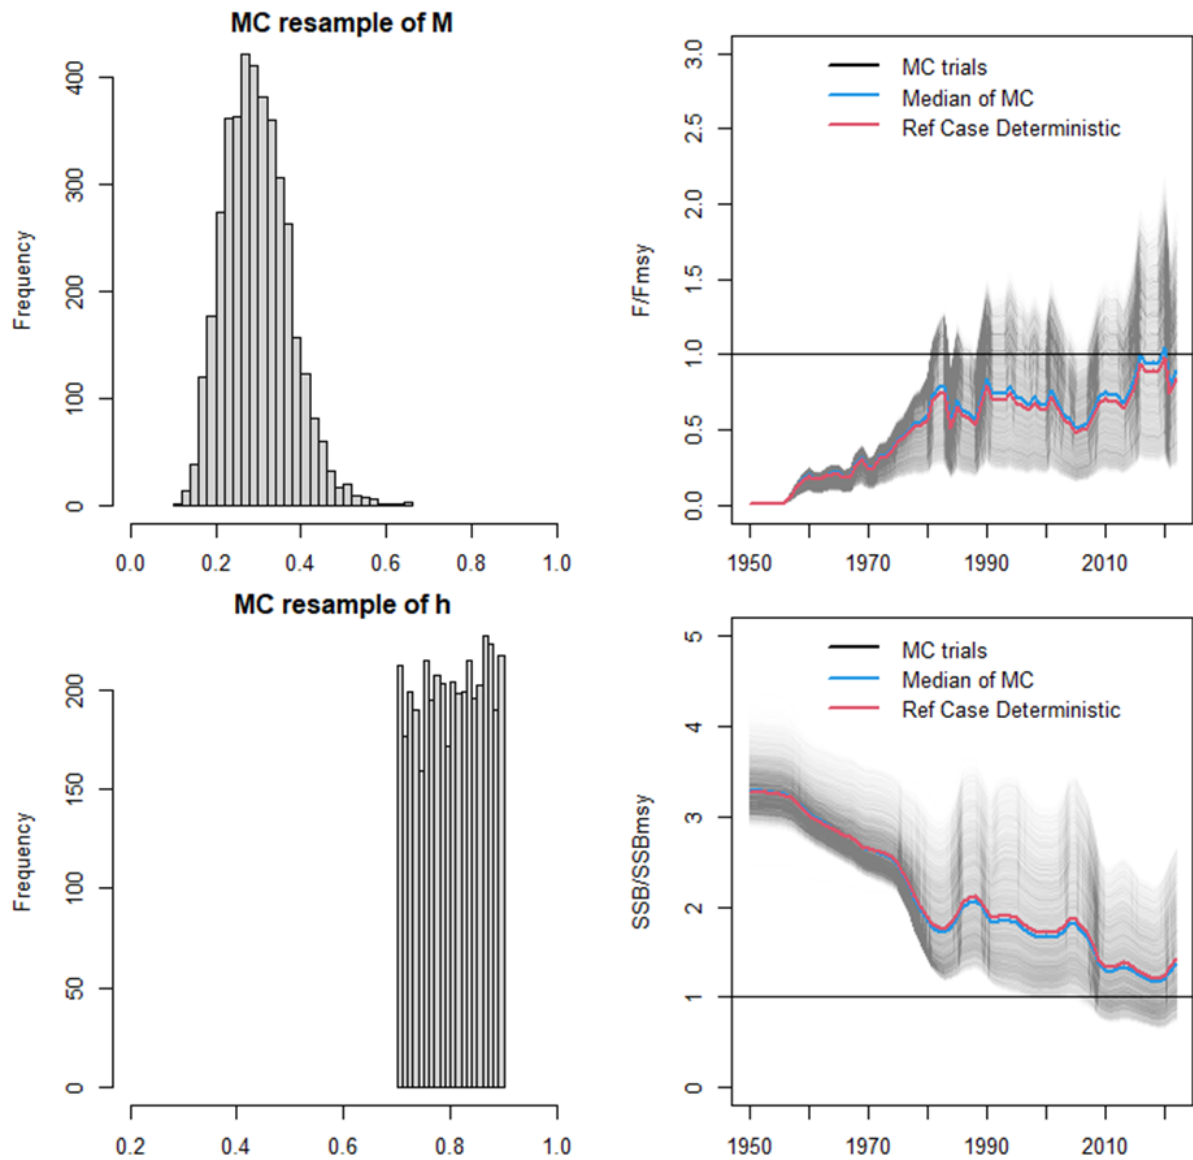 MC resample of M
Frequency
0 100 200 300 400
0.0 0.2 0.4 0.6 0.8 1.0
F/Fmsy
0.0 0.5 1.0 1.5 2.0 2.5 3.0
MC trials
Median of MC
Ref Case Deterministic
1950 1970 1990 2010
MC resample of h
Frequency
0 50 100 150 200
0.2 0.4 0.6 0.8 1.0
SSB/SSBmsy
0 1 2 3 4 5
MC trials
Median of MC
Ref Case Deterministic
1950 1970 1990 2010